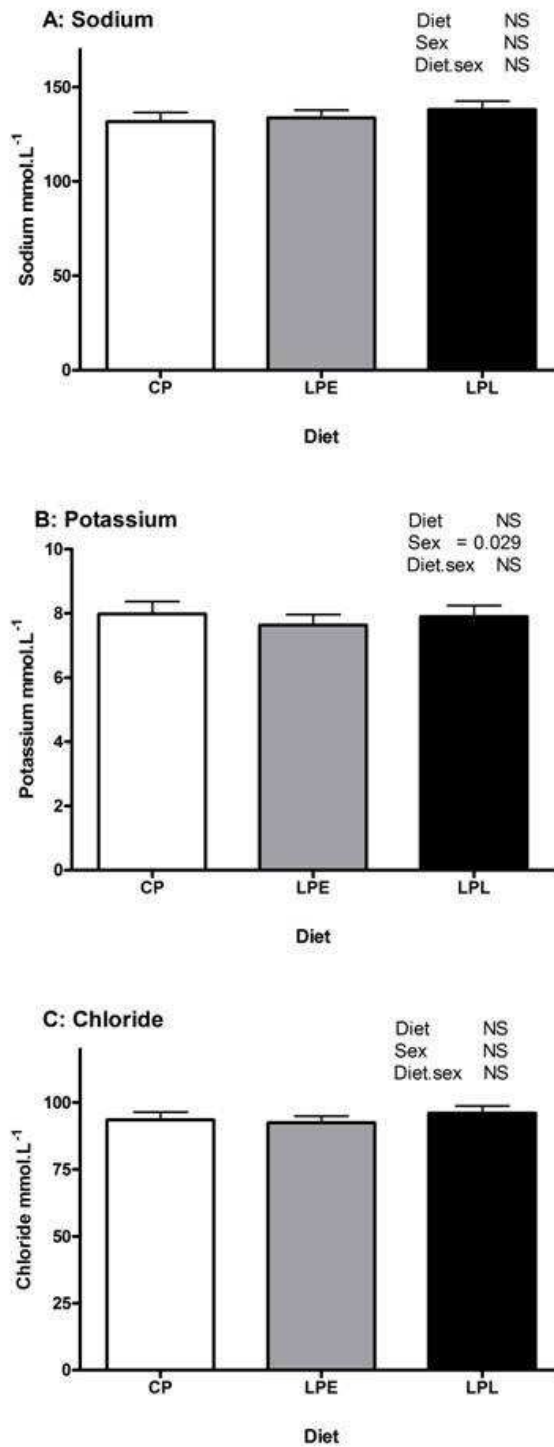 A: Sodium
Diet NS
Sex NS
Diet.sex NS
Sodium mmol.L⁻¹
150
100
50
0
CP LPE LPL
Diet
B: Potassium
Diet NS
Sex = 0.029
Diet.sex NS
Potassium mmol.L⁻¹
10
8
6
4
2
0
CP LPE LPL
Diet
C: Chloride
Diet NS
Sex NS
Diet.sex NS
Chloride mmol.L⁻¹
100
75
50
25
0
CP LPE LPL
Diet